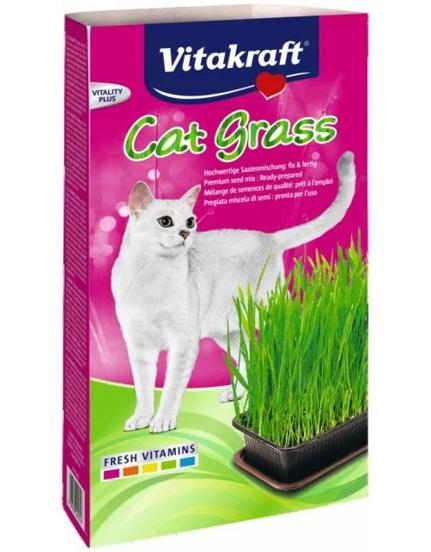 Vitakraft®
VITALITY
PLUS
Cat Grass
Hochwertige Saatenmischung: fix & fertig
Premium seed mix : Ready-prepared
Mélange de semences de qualité: prêt à l'emploi
Pregiata miscela di semi : pronta per l'uso
FRESH VITAMINS